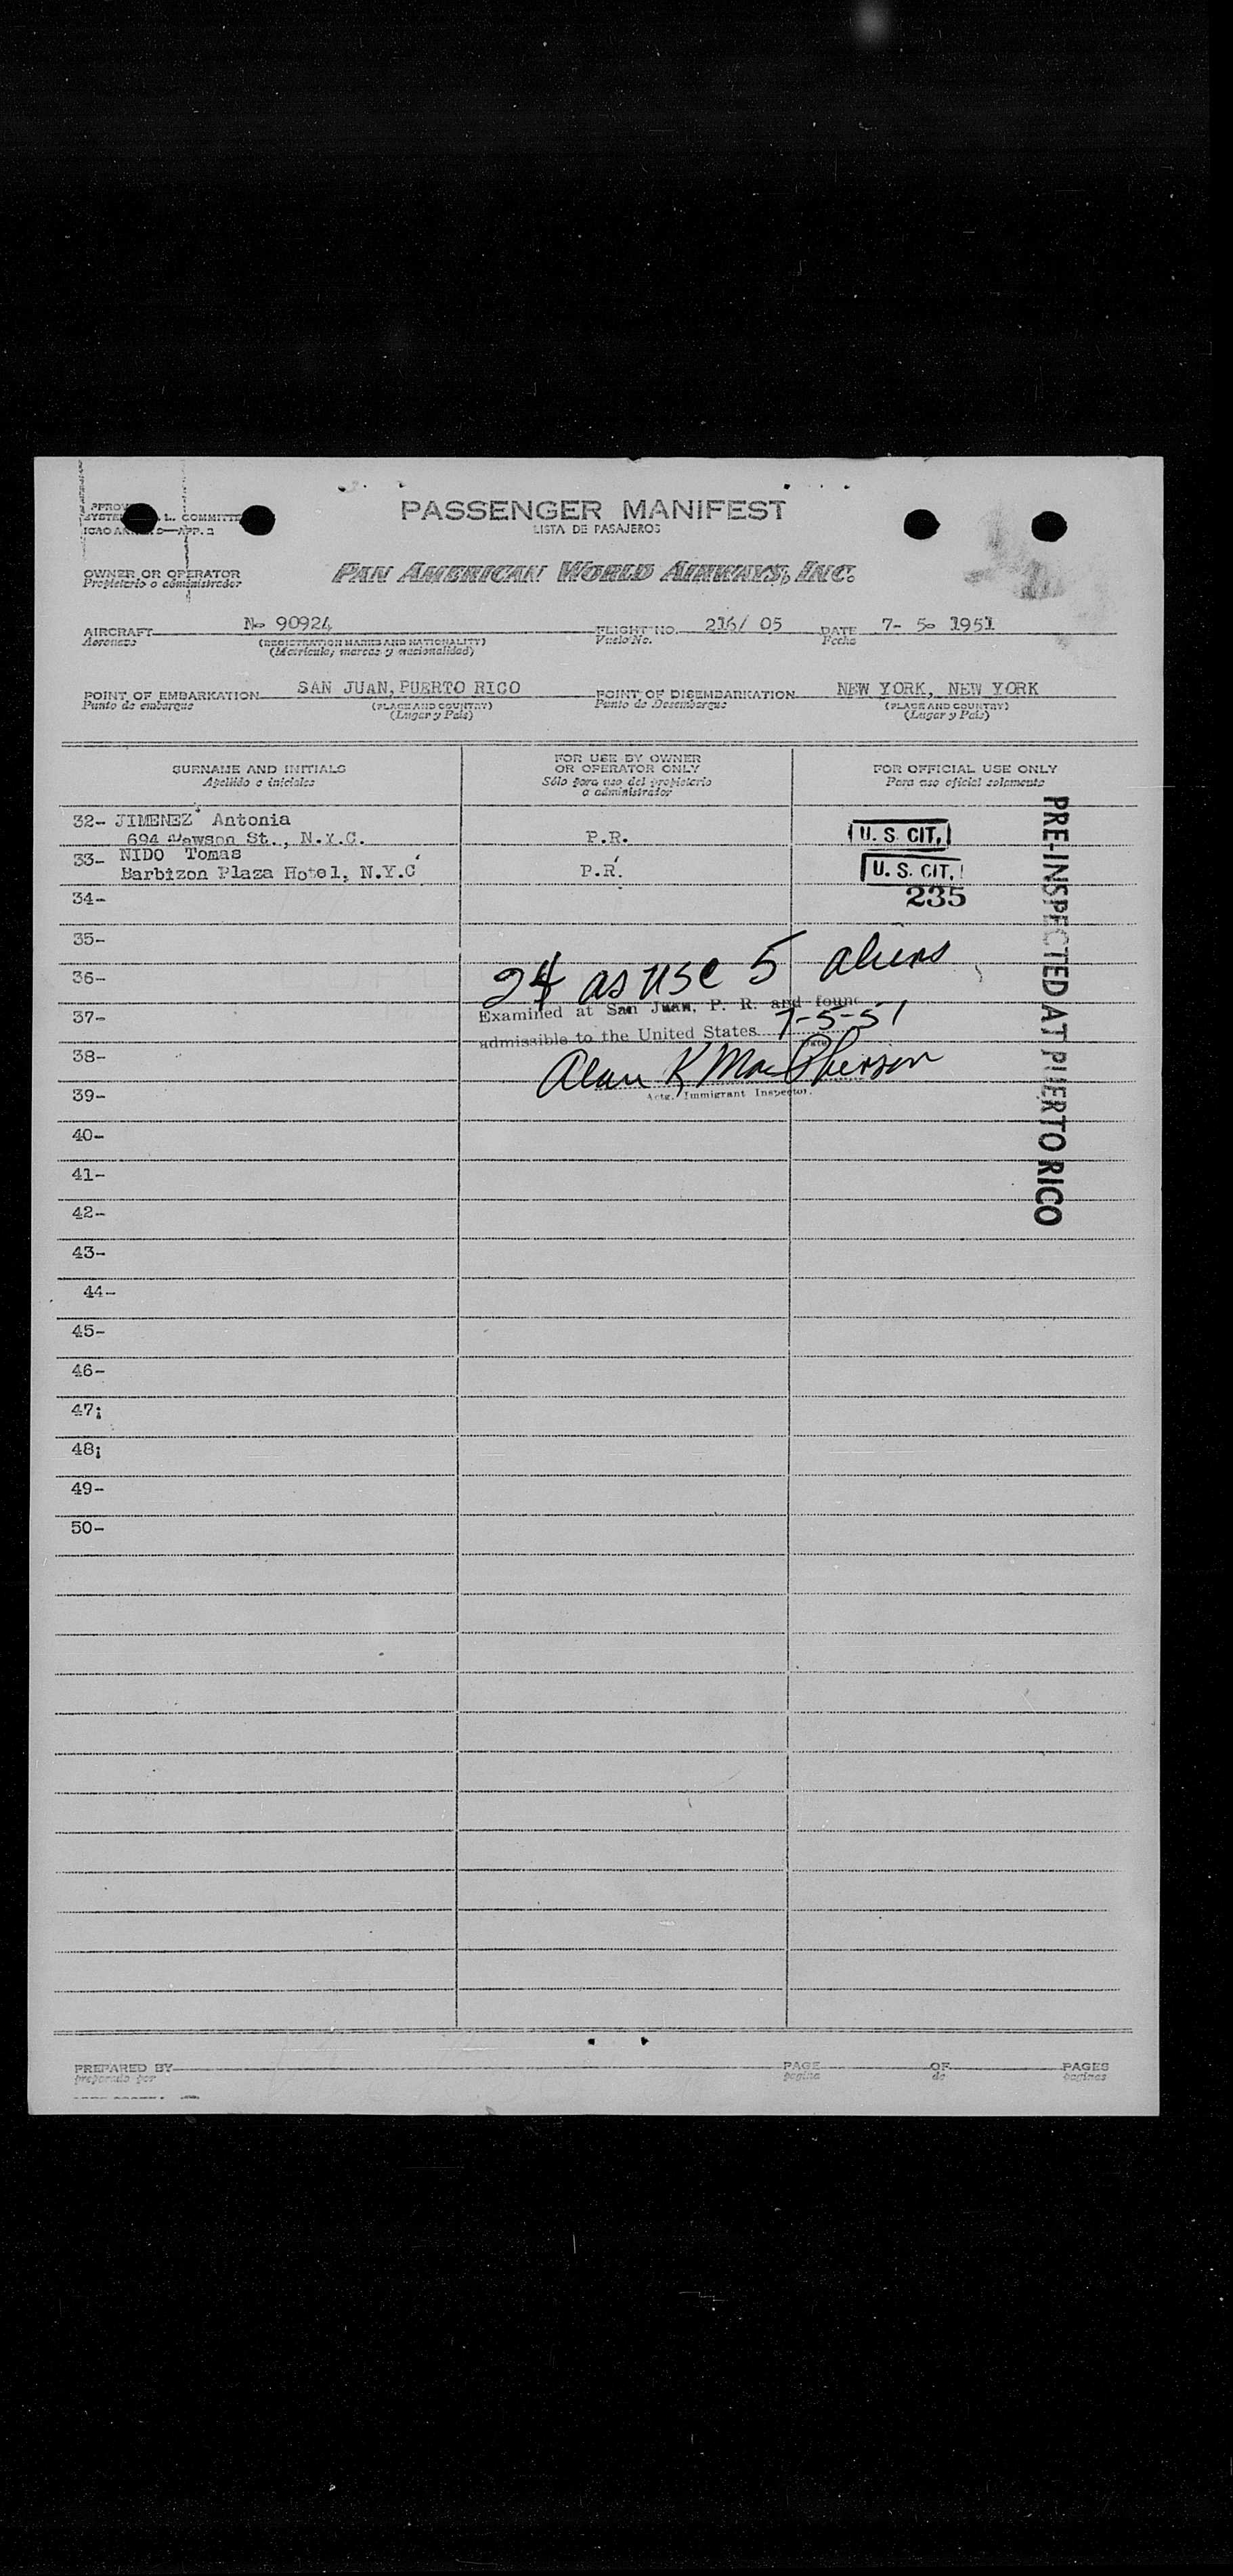 PASSENGER MANIFEST
LISTA DE PASAJEROS
L. COMMITTE
OWNER OR OPERATOR
Propietario o administrador
PAN AMERICAN WORLD AIRWAYS, INC.
AIRCRAFT N- 90924 FLIGHT NO. 216/ 05 DATE 7- 5- 1951
Aeronave (REGISTRATION MARKS AND NATIONALITY) Vuelo No. Fecha
(Matricula, marcas y nacionalidad)
POINT OF EMBARKATION SAN JUAN, PUERTO RICO POINT OF DISEMBARKATION NEW YORK, NEW YORK
Punto de embarque (PLACE AND COUNTRY) Punto de Desembarque (PLACE AND COUNTRY)
(Lugar y País) (Lugar y País)
SURNAME AND INITIALS FOR USE BY OWNER OR OPERATOR ONLY FOR OFFICIAL USE ONLY
Apellido e iniciales Sólo para uso del propietario o administrador Para uso oficial solamente
32- JIMENEZ Antonia
694 Dawson St., N.Y.C. P.R. U. S. CIT.
33- NIDO Tomas
Barbizon Plaza Hotel, N.Y.C P.R. U. S. CIT.
34- 235
35-
24 as USC 5 aliens
36-
Examined at San Juan, P. R. and found
37-
admissible to the United States 7-5-51
38- Date
Alan K MacPherson
39- Actg. Immigrant Inspector.
40-
41-
42-
43-
44-
45-
46-
47;
48;
49-
50-
PRE-INSPECTED AT PUERTO RICO
PREPARED BY PAGE OF PAGES
preparado por pagina de paginas